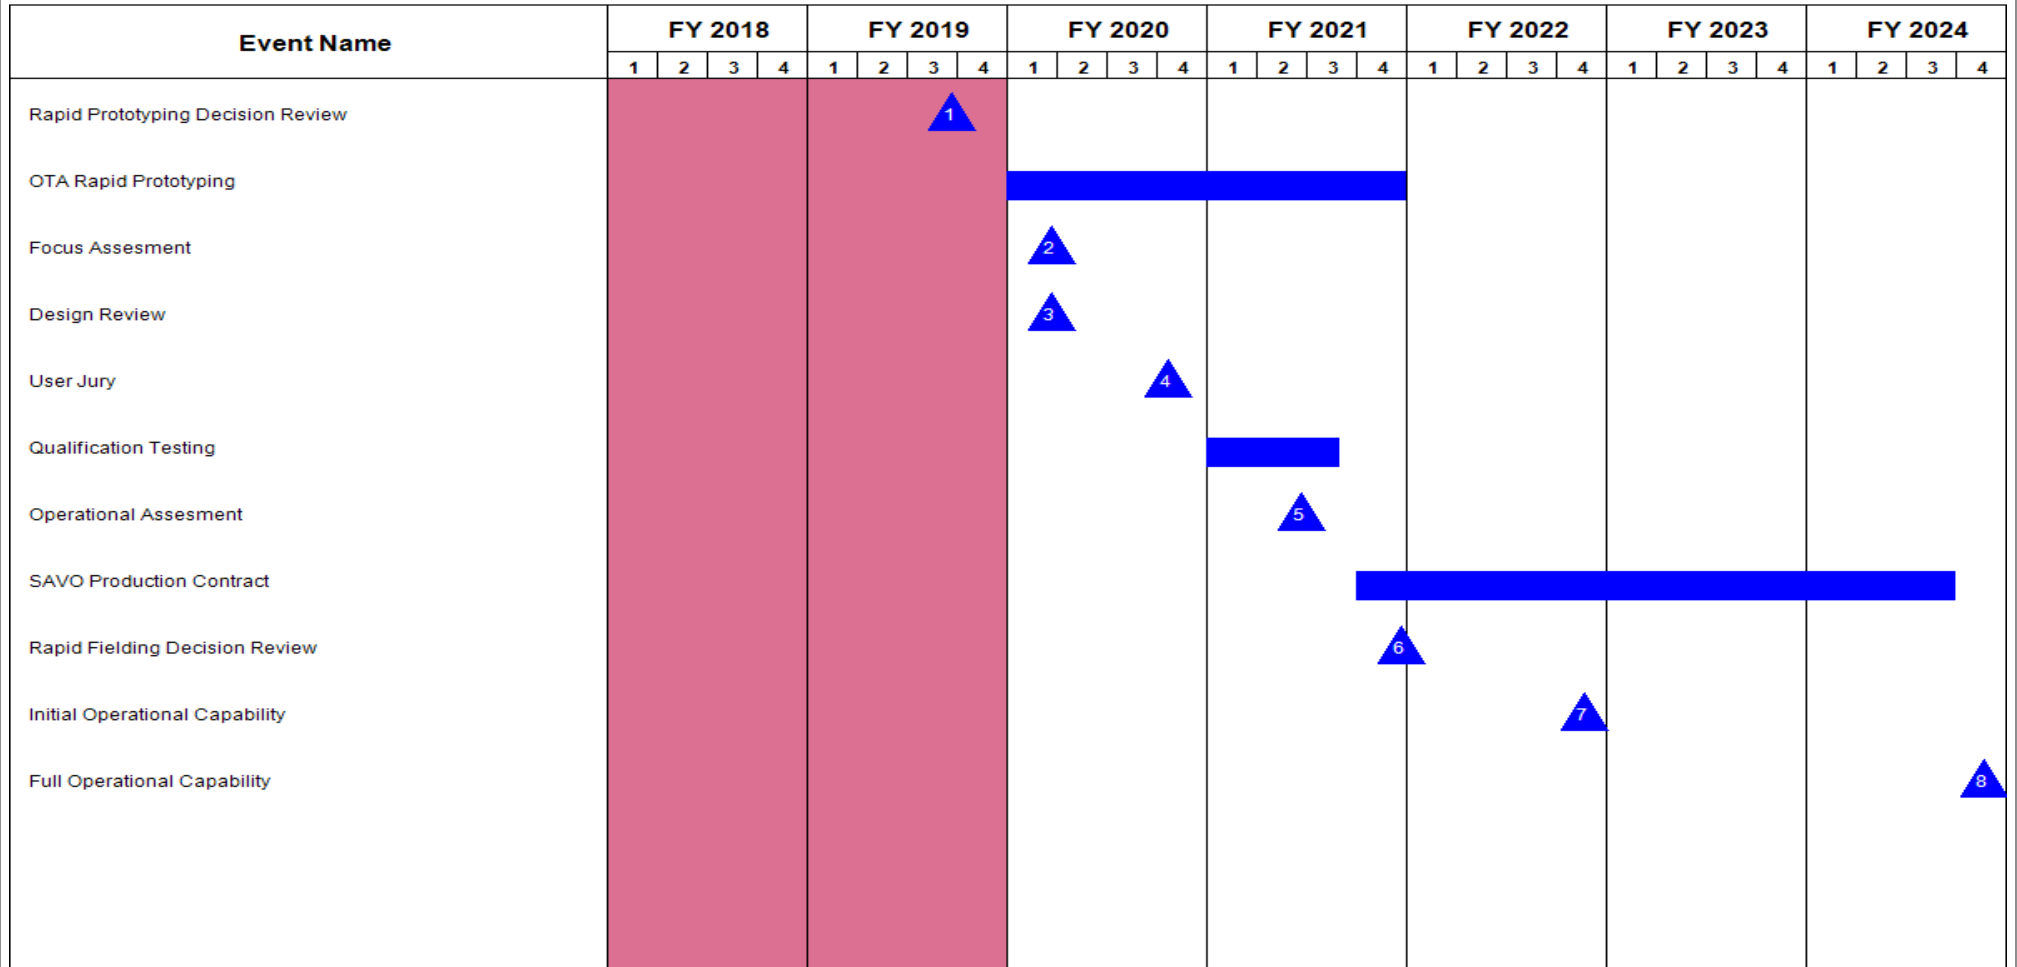 Event Name
FY 2018 FY 2019 FY 2020 FY 2021 FY 2022 FY 2023 FY 2024
1 2 3 4 1 2 3 4 1 2 3 4 1 2 3 4 1 2 3 4 1 2 3 4 1 2 3 4
Rapid Prototyping Decision Review 1
OTA Rapid Prototyping
Focus Assesment 2
Design Review 3
User Jury 4
Qualification Testing
Operational Assesment 5
SAVO Production Contract
Rapid Fielding Decision Review 6
Initial Operational Capability 7
Full Operational Capability 8